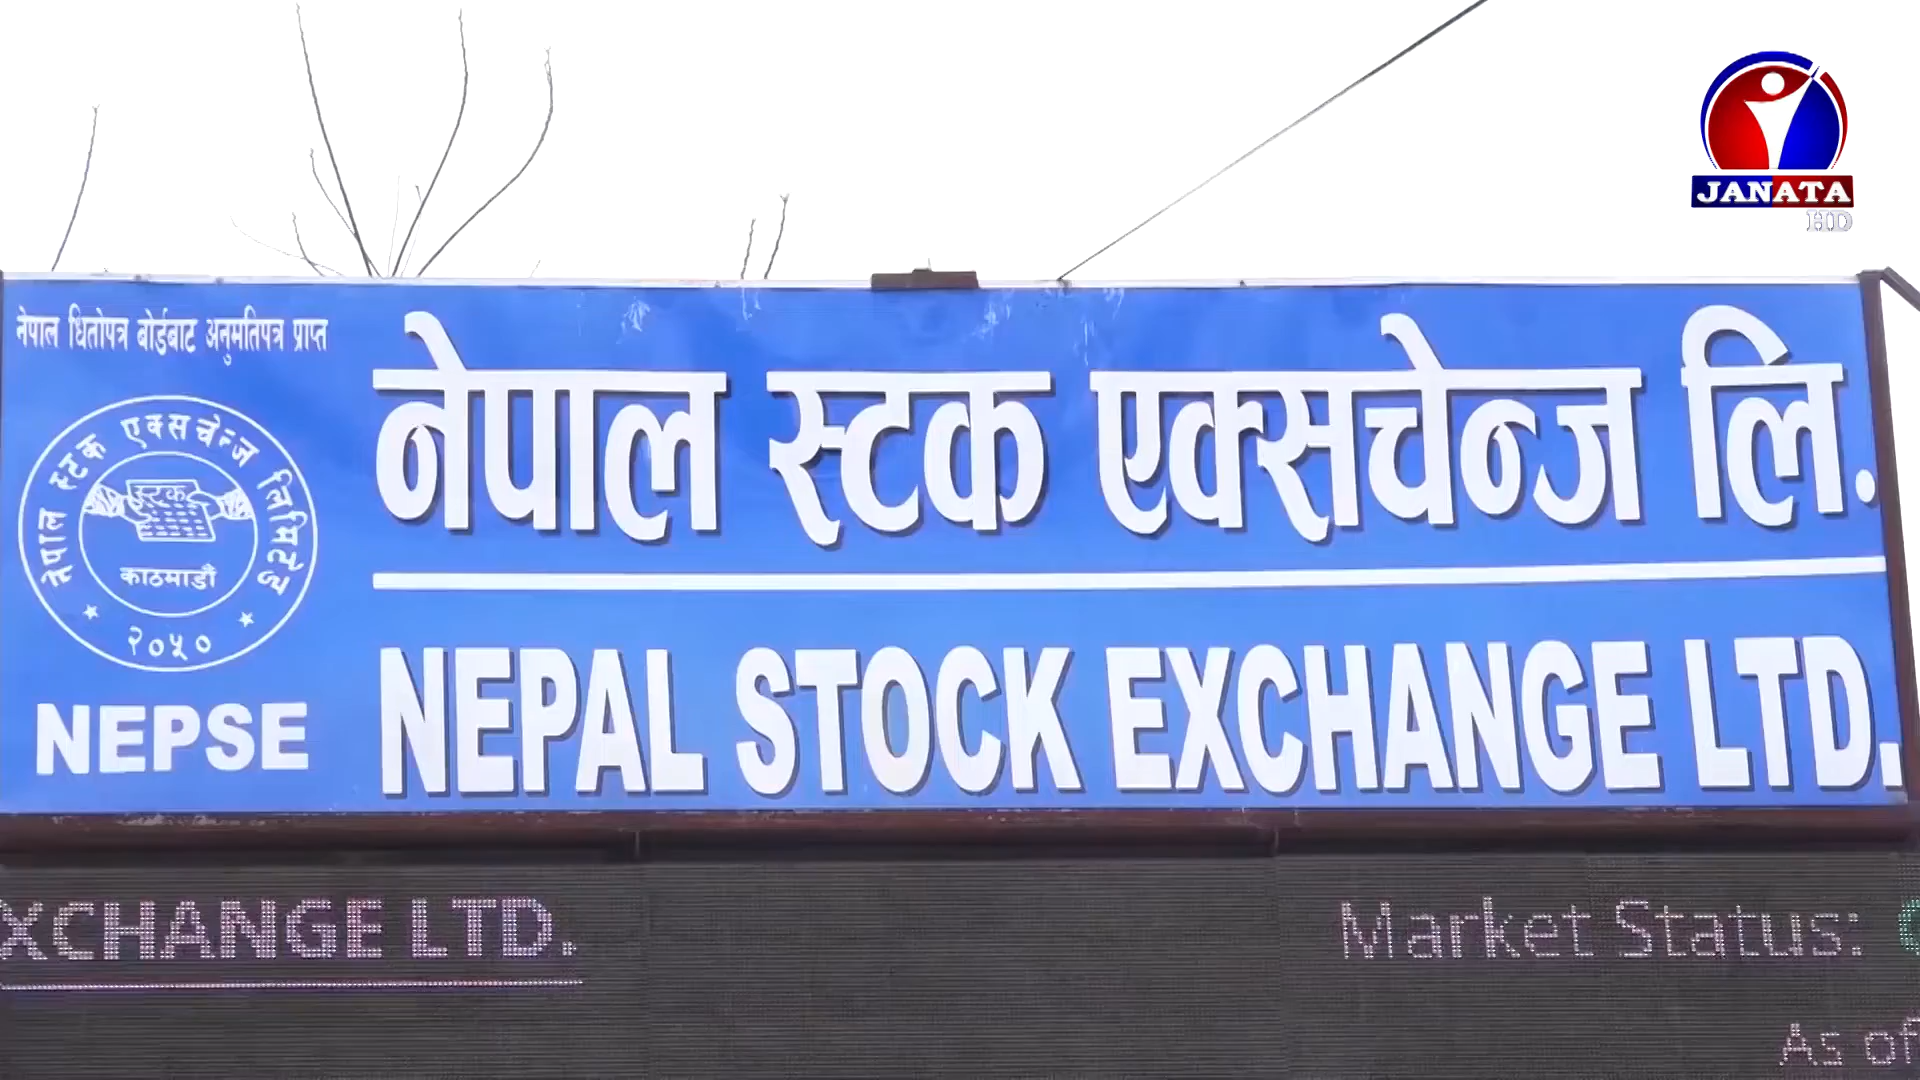 JANATA
HD
नेपाल धितोपत्र बोर्डबाट अनुमतिपत्र प्राप्त
नेपाल स्टक एक्सचेन्ज लि.
नेपाल स्टक एक्सचेन्ज लिमिटेड
स्टक
काठमाडौं
२०५०
NEPSE
NEPAL STOCK EXCHANGE LTD.
XCHANGE LTD.
Market Status:
As of